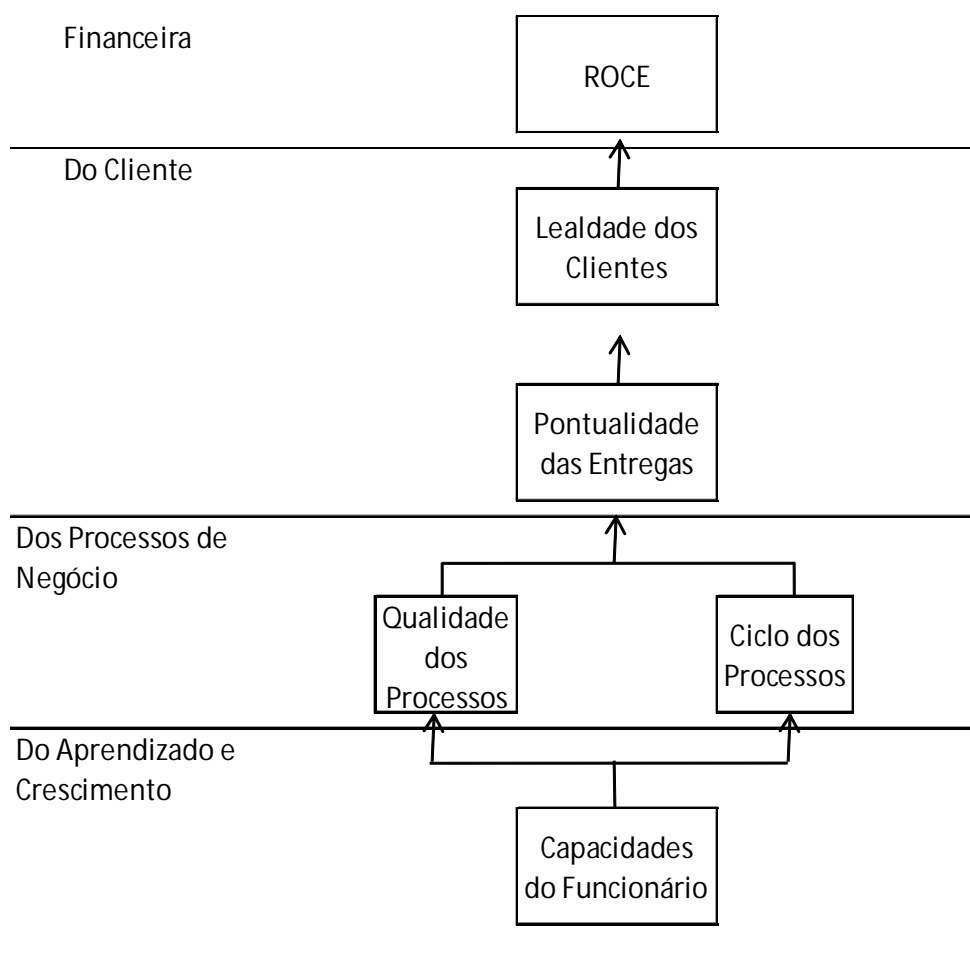 Financeira
ROCE
Do Cliente
Lealdade dos
Clientes
Pontualidade
das Entregas
Dos Processos de
Negócio
Qualidade
dos
Processos
Ciclo dos
Processos
Do Aprendizado e
Crescimento
Capacidades
do Funcionário